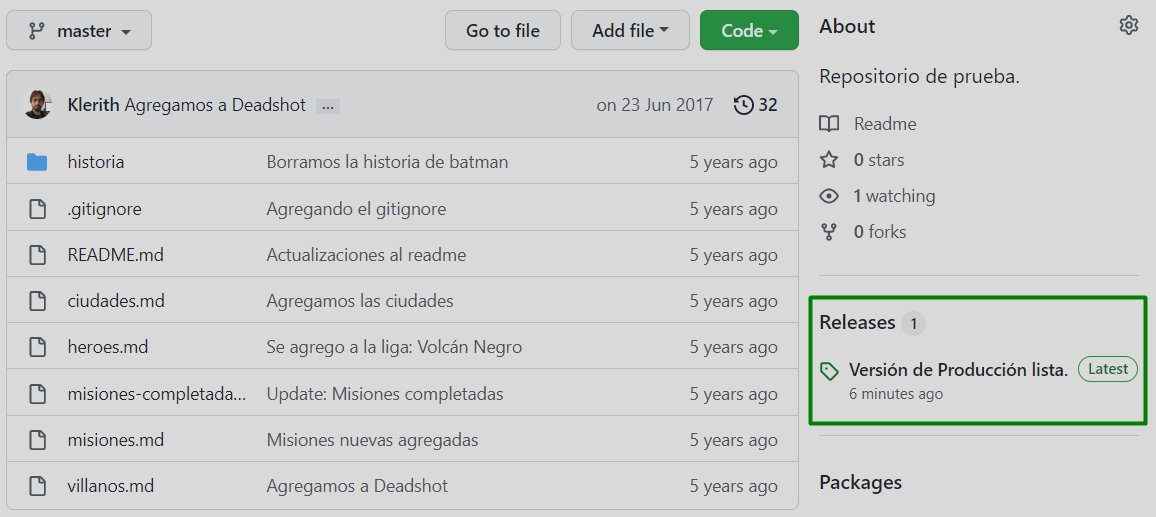 master
Go to file
Add file
Code
Klerith Agregamos a Deadshot ...
on 23 Jun 2017
32
historia Borramos la historia de batman 5 years ago
.gitignore Agregando el gitignore 5 years ago
README.md Actualizaciones al readme 5 years ago
ciudades.md Agregamos las ciudades 5 years ago
heroes.md Se agrego a la liga: Volcán Negro 5 years ago
misiones-completada... Update: Misiones completadas 5 years ago
misiones.md Misiones nuevas agregadas 5 years ago
villanos.md Agregamos a Deadshot 5 years ago
About
Repositorio de prueba.
Readme
0 stars
1 watching
0 forks
Releases 1
Versión de Producción lista. Latest
6 minutes ago
Packages